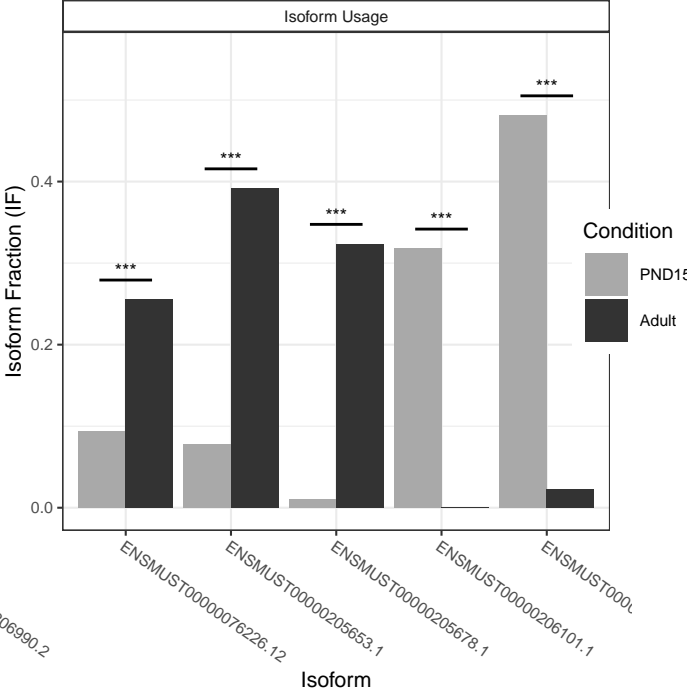 Isoform Usage
***
***
***
***
***
0.4
0.2
0.0
Isoform Fraction (IF)
Condition
PND15
Adult
ENSMUST00000076226.12
ENSMUST00000205653.1
ENSMUST00000205678.1
ENSMUST00000206101.1
Isoform